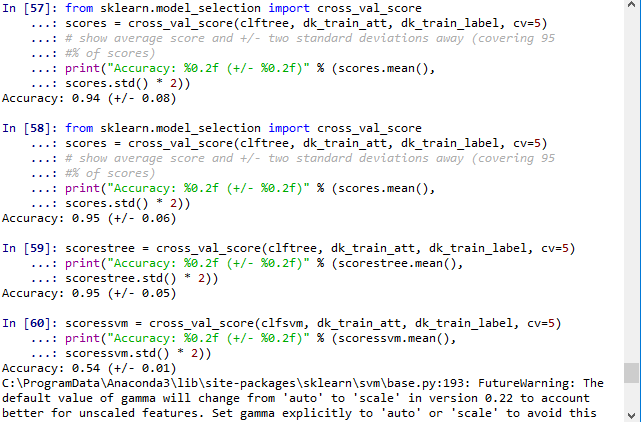 In [57]: from sklearn.model_selection import cross_val_score
...: scores = cross_val_score(clftree, dk_train_att, dk_train_label, cv=5)
...: # show average score and +/- two standard deviations away (covering 95
...: #% of scores)
...: print("Accuracy: %0.2f (+/- %0.2f)" % (scores.mean(),
...: scores.std() * 2))
Accuracy: 0.94 (+/- 0.08)
In [58]: from sklearn.model_selection import cross_val_score
...: scores = cross_val_score(clftree, dk_train_att, dk_train_label, cv=5)
...: # show average score and +/- two standard deviations away (covering 95
...: #% of scores)
...: print("Accuracy: %0.2f (+/- %0.2f)" % (scores.mean(),
...: scores.std() * 2))
Accuracy: 0.95 (+/- 0.06)
In [59]: scorestree = cross_val_score(clftree, dk_train_att, dk_train_label, cv=5)
...: print("Accuracy: %0.2f (+/- %0.2f)" % (scorestree.mean(),
...: scorestree.std() * 2))
Accuracy: 0.95 (+/- 0.05)
In [60]: scoressvm = cross_val_score(clfsvm, dk_train_att, dk_train_label, cv=5)
...: print("Accuracy: %0.2f (+/- %0.2f)" % (scoressvm.mean(),
...: scoressvm.std() * 2))
Accuracy: 0.54 (+/- 0.01)
C:\ProgramData\Anaconda3\lib\site-packages\sklearn\svm\base.py:193: FutureWarning: The
default value of gamma will change from 'auto' to 'scale' in version 0.22 to account
better for unscaled features. Set gamma explicitly to 'auto' or 'scale' to avoid this